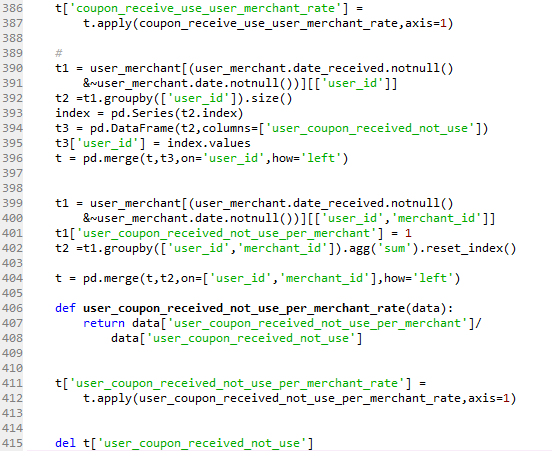 386 t['coupon_receive_use_user_merchant_rate'] =
387 t.apply(coupon_receive_use_user_merchant_rate,axis=1)
388
389 #
390 t1 = user_merchant[(user_merchant.date_received.notnull()
391 &~user_merchant.date.notnull())][['user_id']]
392 t2 =t1.groupby(['user_id']).size()
393 index = pd.Series(t2.index)
394 t3 = pd.DataFrame(t2,columns=['user_coupon_received_not_use'])
395 t3['user_id'] = index.values
396 t = pd.merge(t,t3,on='user_id',how='left')
397
398
399 t1 = user_merchant[(user_merchant.date_received.notnull()
400 &~user_merchant.date.notnull())][['user_id','merchant_id']]
401 t1['user_coupon_received_not_use_per_merchant'] = 1
402 t2 =t1.groupby(['user_id','merchant_id']).agg('sum').reset_index()
403
404 t = pd.merge(t,t2,on=['user_id','merchant_id'],how='left')
405
406 def user_coupon_received_not_use_per_merchant_rate(data):
407 return data['user_coupon_received_not_use_per_merchant']/
408 data['user_coupon_received_not_use']
409
410
411 t['user_coupon_received_not_use_per_merchant_rate'] =
412 t.apply(user_coupon_received_not_use_per_merchant_rate,axis=1)
413
414
415 del t['user_coupon_received_not_use']